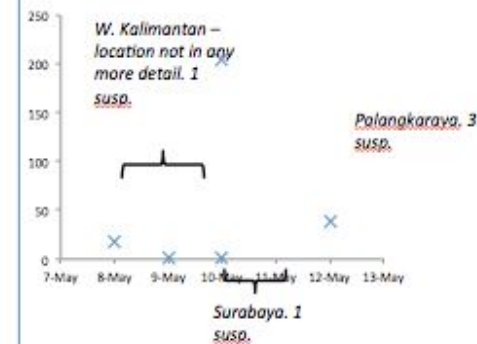 250
W. Kalimantan –
location not in any
more detail. 1
susp.
200
150
Palangkaraya. 3
susp.
100
50
0
7-May 8-May 9-May 10-May 11-May 12-May 13-May
Surabaya. 1
susp.